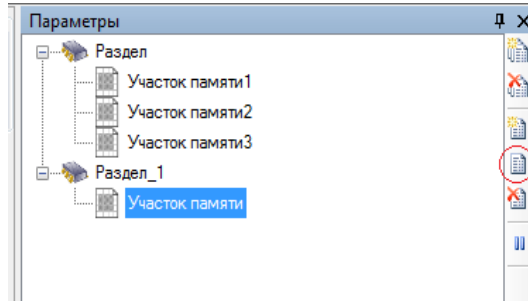 Параметры
Раздел
Участок памяти1
Участок памяти2
Участок памяти3
Раздел_1
Участок памяти